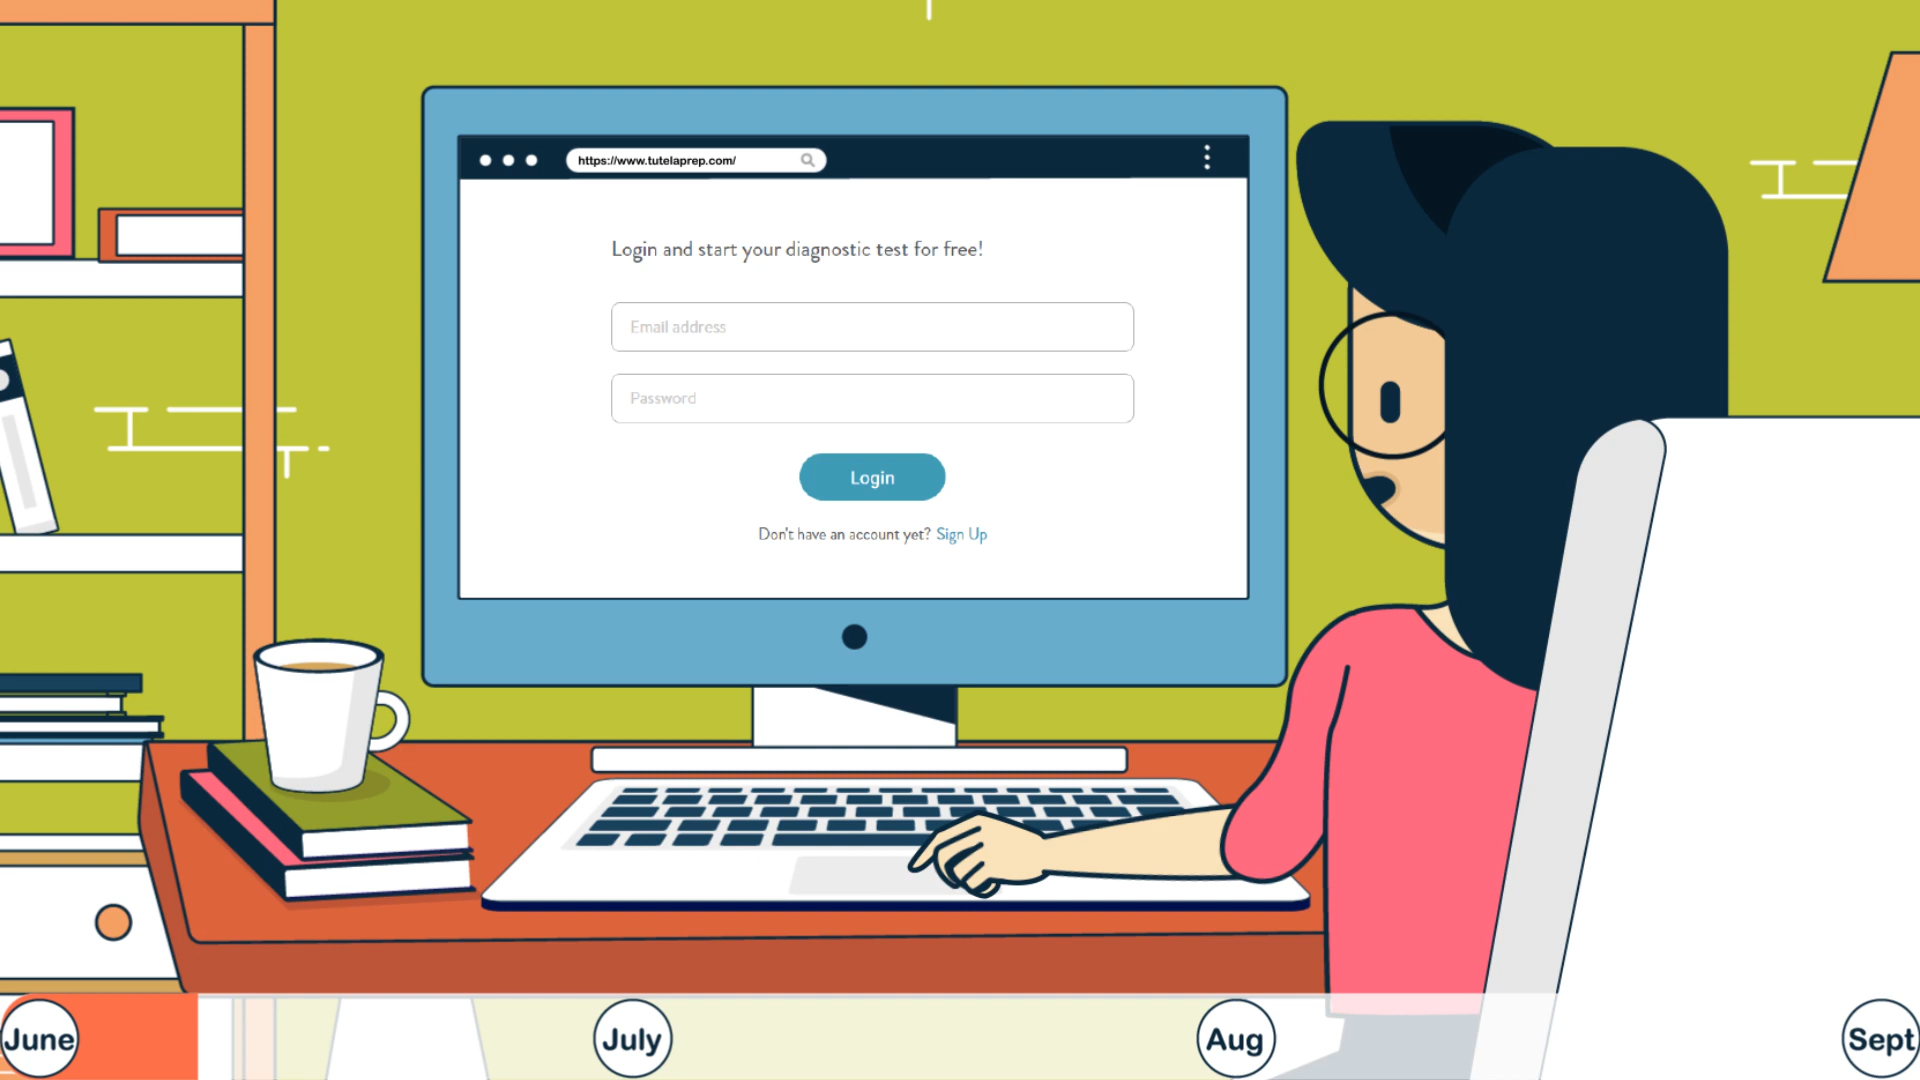 https://www.tutelaprep.com/
Login and start your diagnostic test for free!
Email address
Password
Login
Don't have an account yet? Sign Up
June
July
Aug
Sept